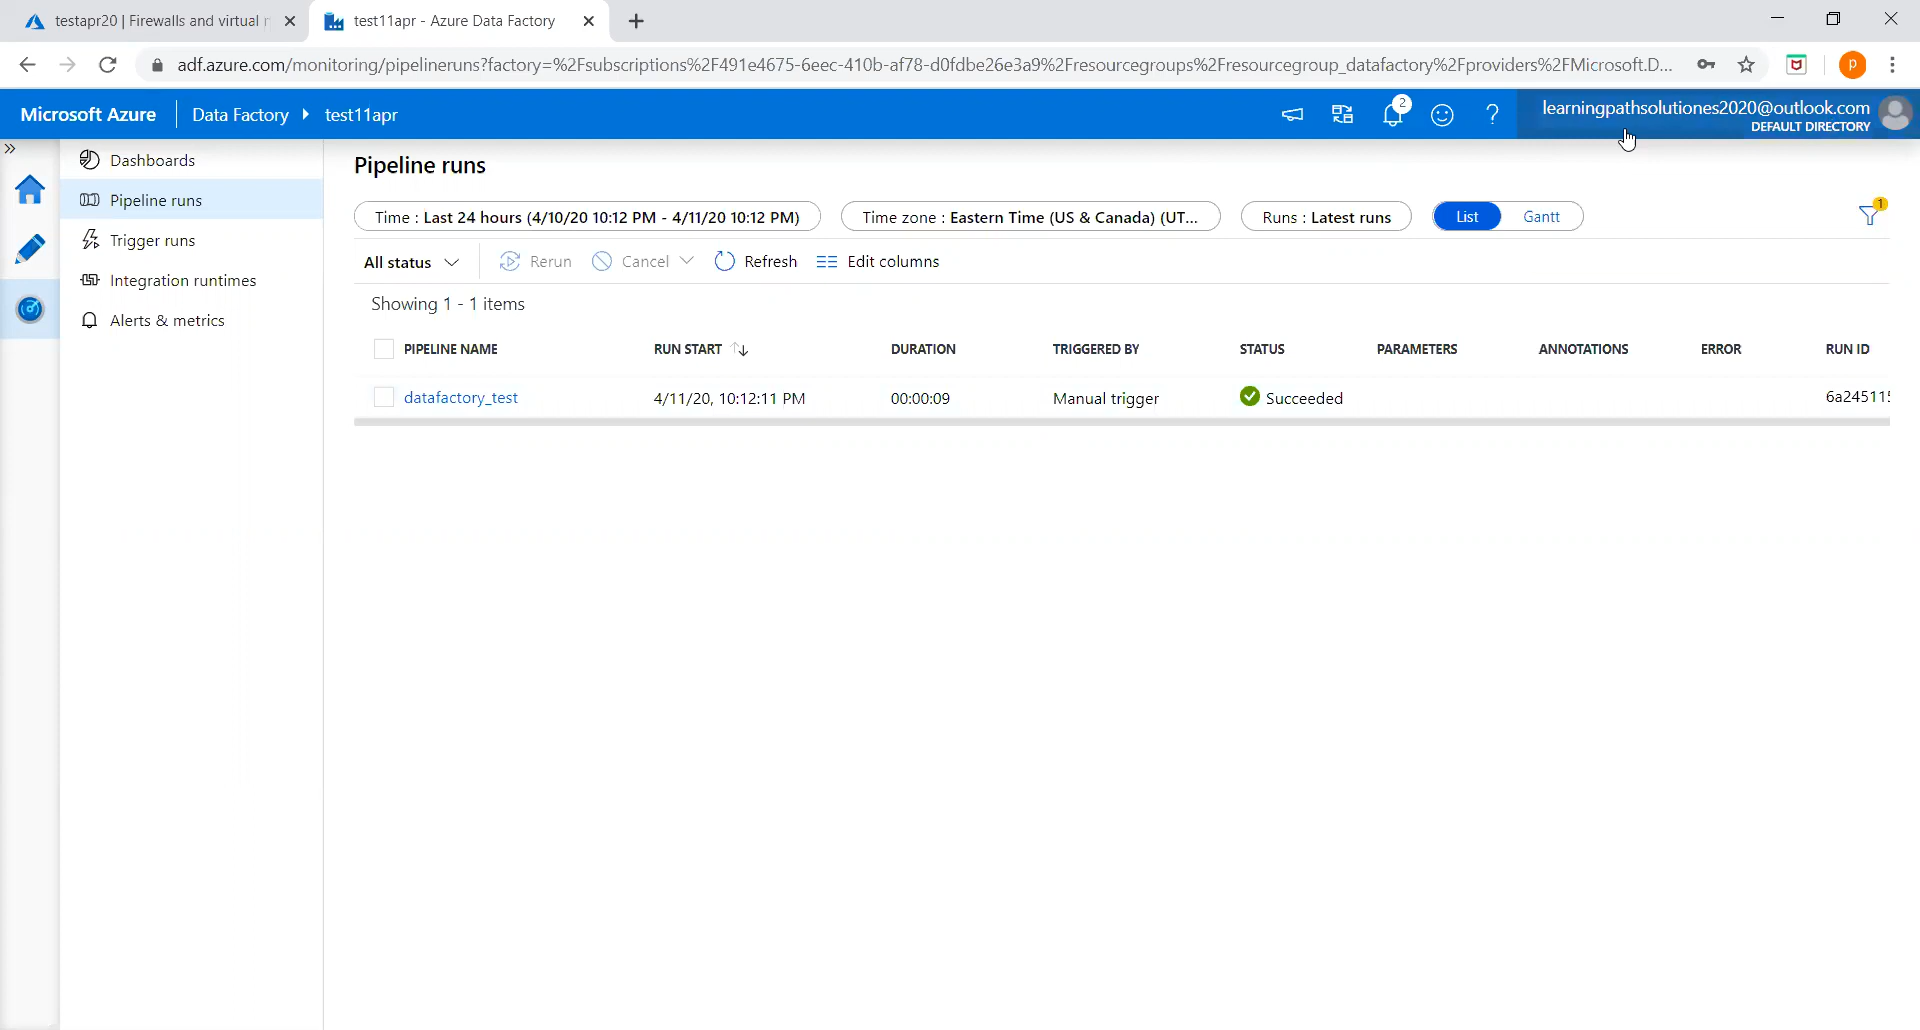 testapr20 | Firewalls and virtual
test11apr - Azure Data Factory
adf.azure.com/monitoring/pipelineruns?factory=%2Fsubscriptions%2F491e4675-6eec-410b-af78-d0fdbe26e3a9%2Fresourcegroups%2Fresourcegroup_datafactory%2Fproviders%2FMicrosoft.D...
P
Microsoft Azure
Data Factory
test11apr
2
learningpathsolutiones2020@outlook.com
DEFAULT DIRECTORY
Dashboards
Pipeline runs
Trigger runs
Integration runtimes
Alerts & metrics
Pipeline runs
Time : Last 24 hours (4/10/20 10:12 PM - 4/11/20 10:12 PM)
Time zone : Eastern Time (US & Canada) (UT...
Runs : Latest runs
List
Gantt
1
All status
Rerun
Cancel
Refresh
Edit columns
Showing 1 - 1 items
PIPELINE NAME
RUN START
DURATION
TRIGGERED BY
STATUS
PARAMETERS
ANNOTATIONS
ERROR
RUN ID
datafactory_test
4/11/20, 10:12:11 PM
00:00:09
Manual trigger
Succeeded
6a245115